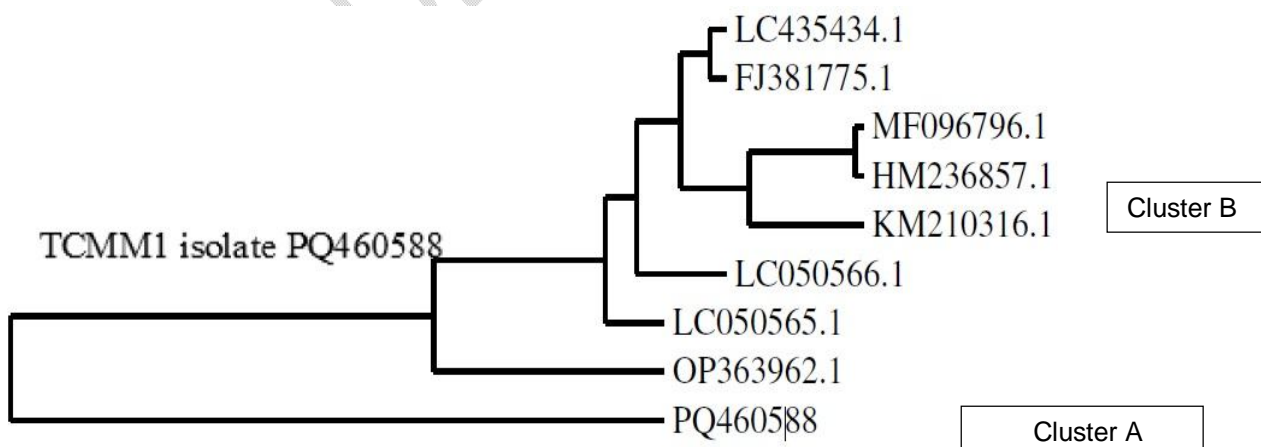 LC435434.1
FJ381775.1
MF096796.1
HM236857.1
Cluster B
KM210316.1
TCMM1 isolate PQ460588
LC050566.1
LC050565.1
OP363962.1
PQ460588
Cluster A